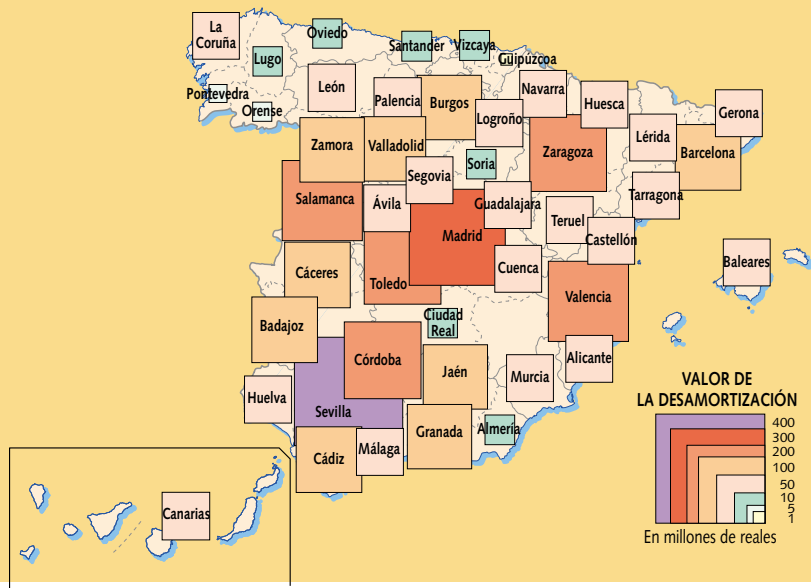 La
Coruña
Oviedo
Santander
Vizcaya
Guipúzcoa
Lugo
Pontevedra
Orense
León
Palencia
Burgos
Navarra
Logroño
Huesca
Gerona
Lérida
Barcelona
Zamora
Valladolid
Soria
Zaragoza
Segovia
Tarragona
Salamanca
Ávila
Guadalajara
Madrid
Teruel
Castellón
Cáceres
Toledo
Cuenca
Baleares
Valencia
Badajoz
Ciudad
Real
Córdoba
Jaén
Alicante
Murcia
Huelva
Sevilla
Granada
Almería
Cádiz
Málaga
Canarias
VALOR DE
LA DESAMORTIZACIÓN
400
300
200
100
50
10
5
1
En millones de reales